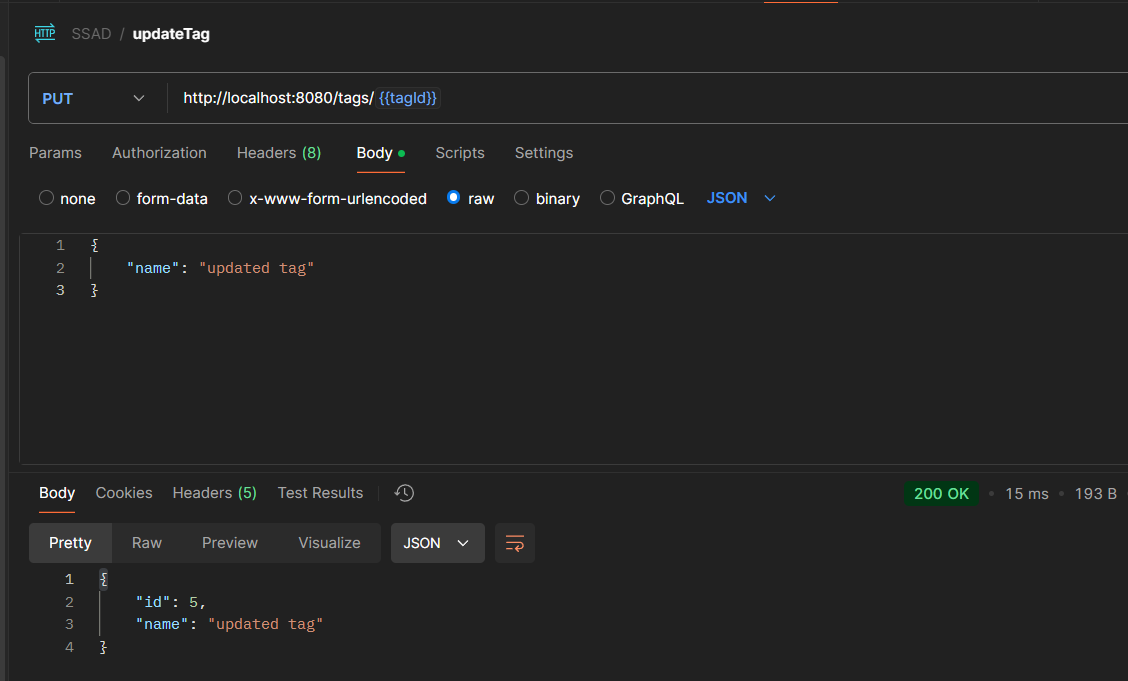 HTTP SSAD / updateTag
PUT http://localhost:8080/tags/ {{tagId}}
Params Authorization Headers (8) Body Scripts Settings
none form-data x-www-form-urlencoded raw binary GraphQL JSON
1 {
2 "name": "updated tag"
3 }
Body Cookies Headers (5) Test Results 200 OK 15 ms 193 B
Pretty Raw Preview Visualize JSON
1 {
2 "id": 5,
3 "name": "updated tag"
4 }